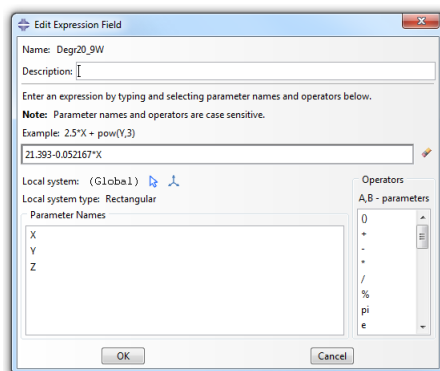 Edit Expression Field
X
Name: Degr20_9W
Description:
Enter an expression by typing and selecting parameter names and operators below.
Note: Parameter names and operators are case sensitive.
Example: 2.5*X + pow(Y,3)
21.393-0.052167*X
Local system: (Global)
Local system type: Rectangular
Parameter Names
X
Y
Z
Operators
A,B - parameters
()
+
-
*
/
%
pi
e
OK
Cancel